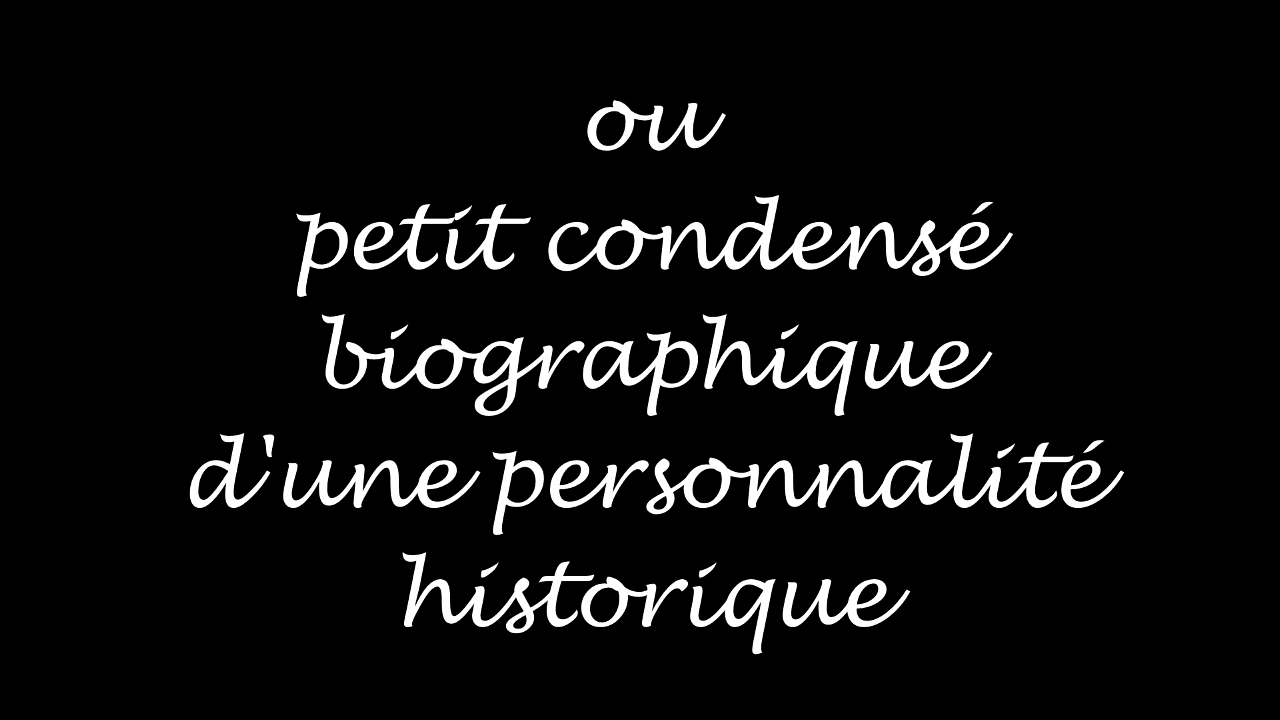 ou
petit condensé
biographique
d'une personnalité
historique